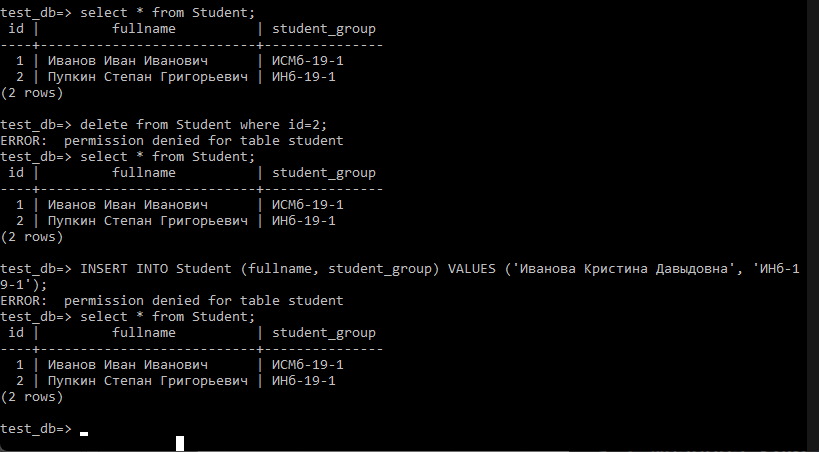 test_db=> select * from Student;
 id |         fullname          | student_group
----+---------------------------+---------------
  1 | Иванов Иван Иванович      | ИСМб-19-1
  2 | Пупкин Степан Григорьевич | ИНб-19-1
(2 rows)

test_db=> delete from Student where id=2;
ERROR:  permission denied for table student
test_db=> select * from Student;
 id |         fullname          | student_group
----+---------------------------+---------------
  1 | Иванов Иван Иванович      | ИСМб-19-1
  2 | Пупкин Степан Григорьевич | ИНб-19-1
(2 rows)

test_db=> INSERT INTO Student (fullname, student_group) VALUES ('Иванова Кристина Давыдовна', 'ИНб-1
9-1');
ERROR:  permission denied for table student
test_db=> select * from Student;
 id |         fullname          | student_group
----+---------------------------+---------------
  1 | Иванов Иван Иванович      | ИСМб-19-1
  2 | Пупкин Степан Григорьевич | ИНб-19-1
(2 rows)

test_db=>